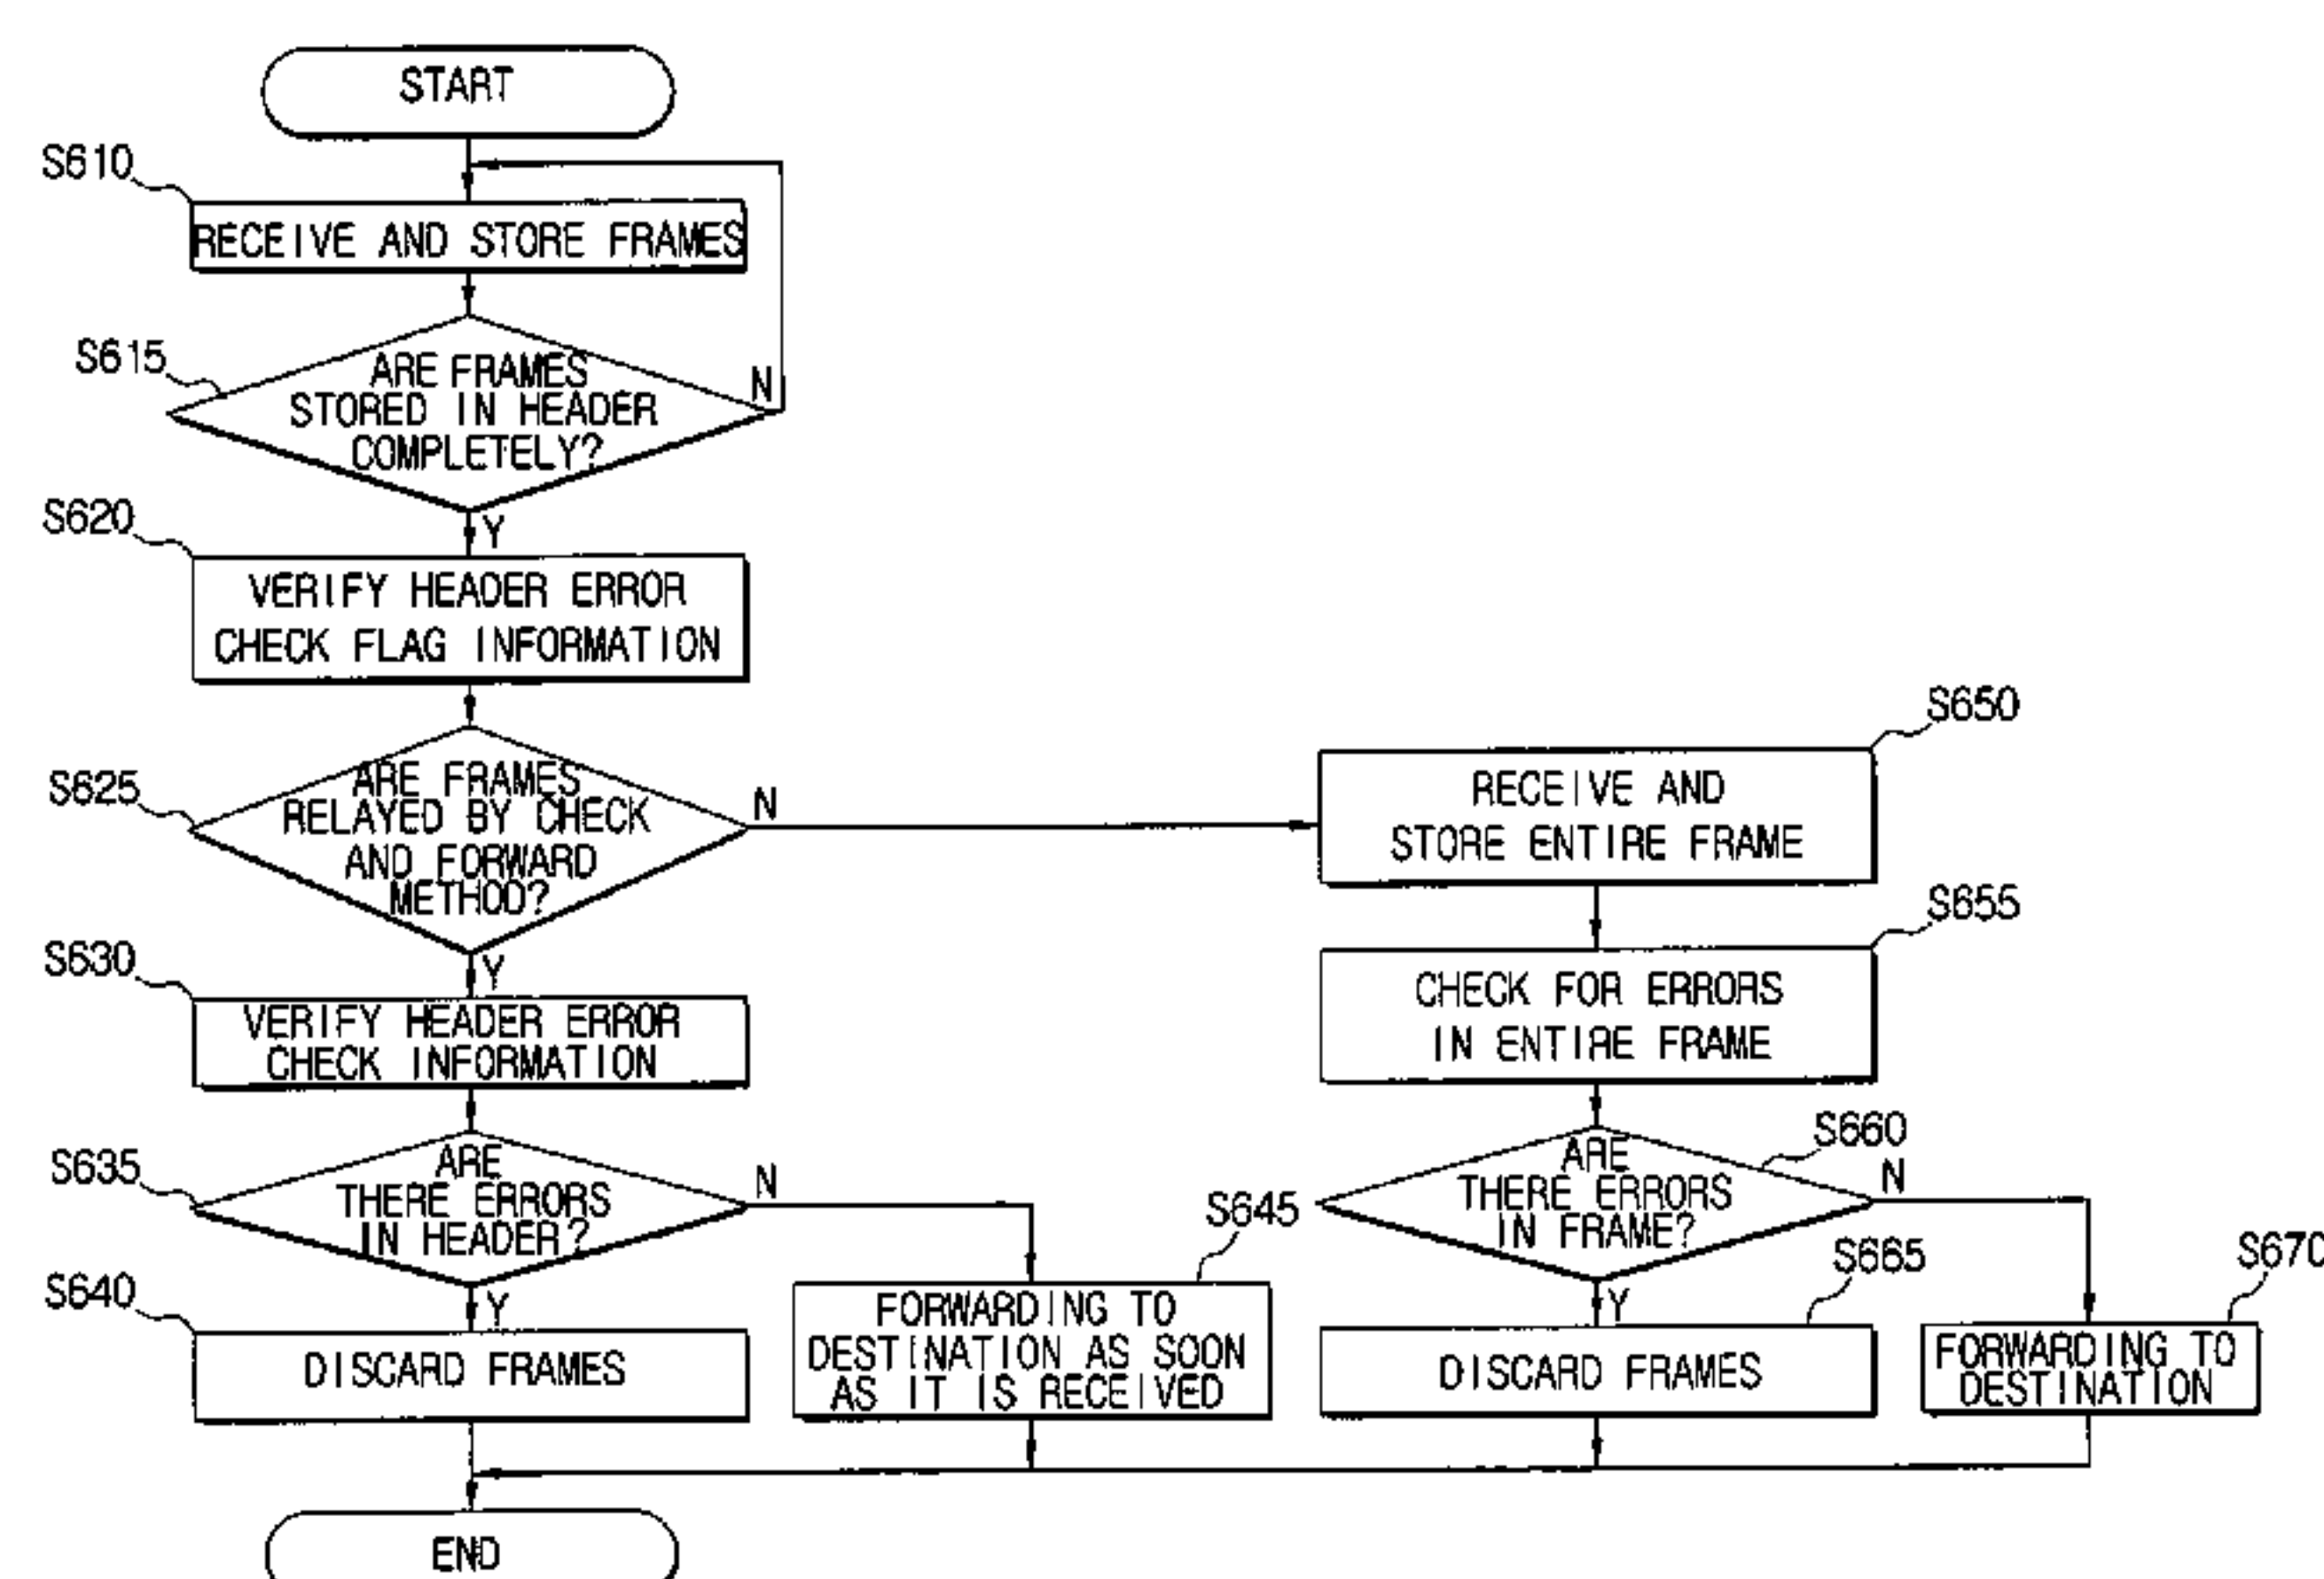 START
S610
RECEIVE AND STORE FRAMES
S615
ARE FRAMES
STORED IN HEADER
COMPLETELY?
N
Y
S620
VERIFY HEADER ERROR
CHECK FLAG INFORMATION
S625
ARE FRAMES
RELAYED BY CHECK
AND FORWARD
METHOD?
N
Y
S650
RECEIVE AND
STORE ENTIRE FRAME
S655
CHECK FOR ERRORS
IN ENTIRE FRAME
S630
VERIFY HEADER ERROR
CHECK INFORMATION
S635
ARE
THERE ERRORS
IN HEADER?
N
Y
S660
ARE
THERE ERRORS
IN FRAME?
N
Y
S640
DISCARD FRAMES
S645
FORWARDING TO
DESTINATION AS SOON
AS IT IS RECEIVED
S665
DISCARD FRAMES
S670
FORWARDING TO
DESTINATION
END